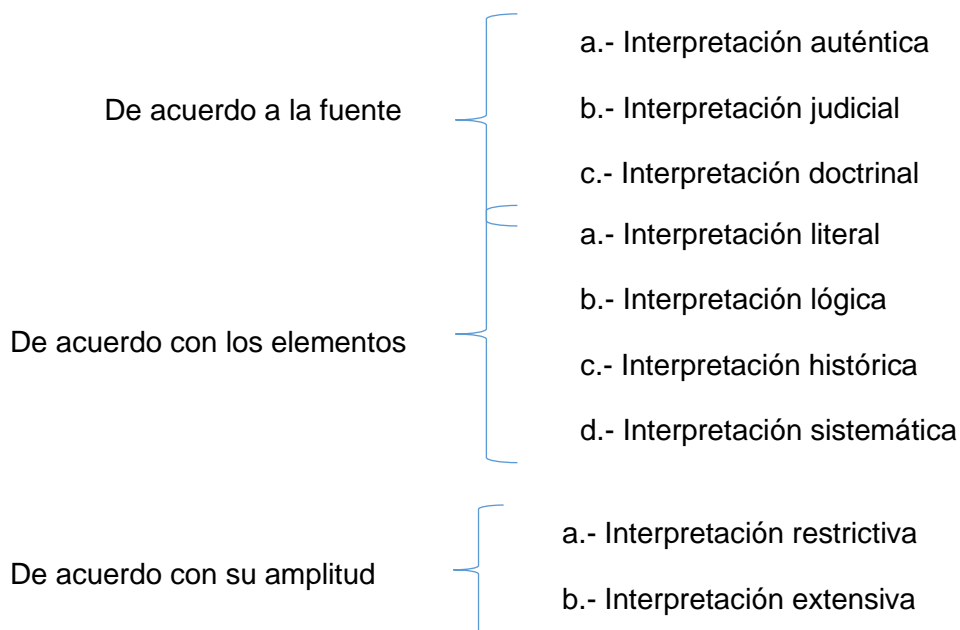 De acuerdo a la fuente
a.- Interpretación auténtica
b.- Interpretación judicial
c.- Interpretación doctrinal
De acuerdo con los elementos
a.- Interpretación literal
b.- Interpretación lógica
c.- Interpretación histórica
d.- Interpretación sistemática
De acuerdo con su amplitud
a.- Interpretación restrictiva
b.- Interpretación extensiva